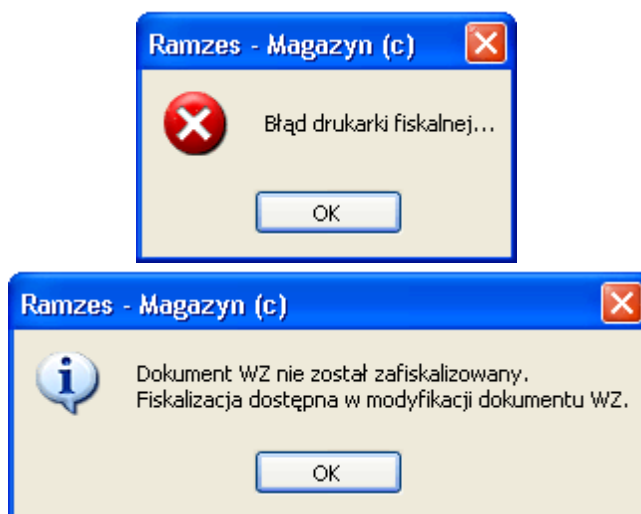 Ramzes - Magazyn (c)
Błąd drukarki fiskalnej...
OK
Ramzes - Magazyn (c)
Dokument WZ nie został zafiskalizowany.
Fiskalizacja dostępna w modyfikacji dokumentu WZ.
OK